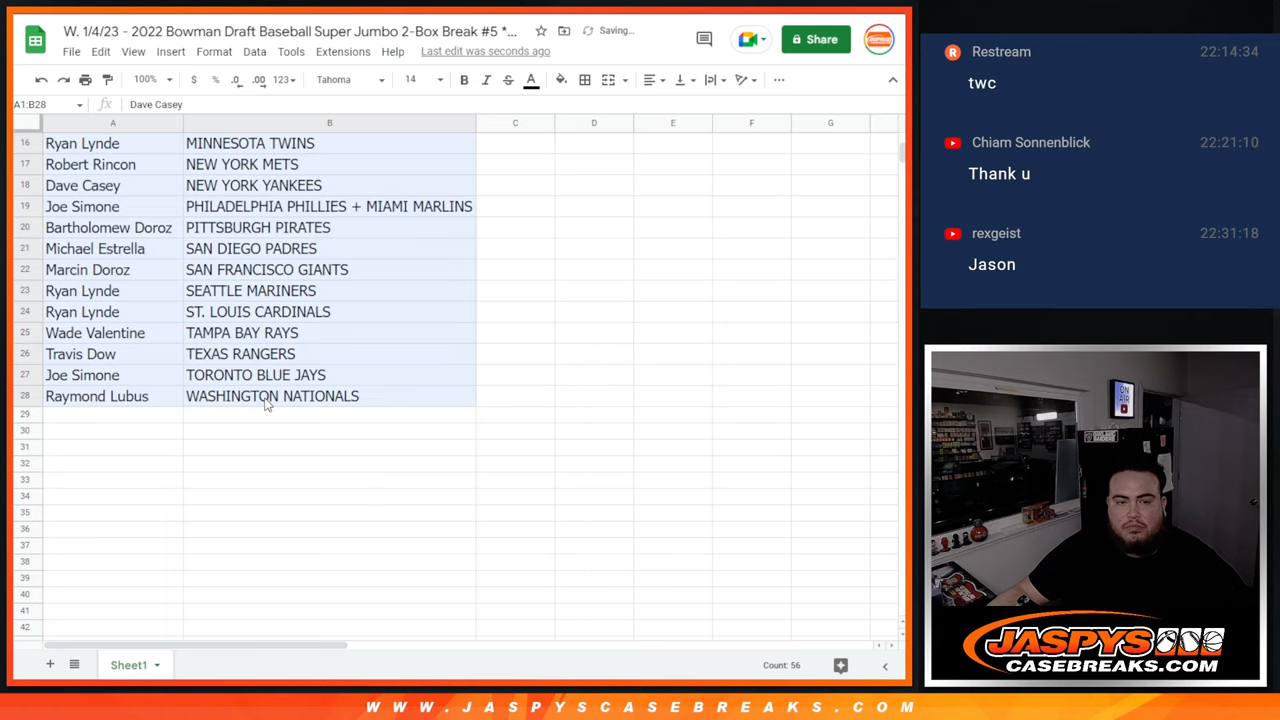 W. 1/4/23 - 2022 Bowman Draft Baseball Super Jumbo 2-Box Break #5 *...
Saving...
File Edit View Insert Format Data Tools Extensions Help Last edit was seconds ago
Share
100% $ % .0 .00 123 Tahoma 14 B I S A
A1:B28 fx Dave Casey
A B C D E F G
16 Ryan Lynde MINNESOTA TWINS
17 Robert Rincon NEW YORK METS
18 Dave Casey NEW YORK YANKEES
19 Joe Simone PHILADELPHIA PHILLIES + MIAMI MARLINS
20 Bartholomew Doroz PITTSBURGH PIRATES
21 Michael Estrella SAN DIEGO PADRES
22 Marcin Doroz SAN FRANCISCO GIANTS
23 Ryan Lynde SEATTLE MARINERS
24 Ryan Lynde ST. LOUIS CARDINALS
25 Wade Valentine TAMPA BAY RAYS
26 Travis Dow TEXAS RANGERS
27 Joe Simone TORONTO BLUE JAYS
28 Raymond Lubus WASHINGTON NATIONALS
29
30
31
32
33
34
35
36
37
38
39
40
41
42
Sheet1
Count: 56
R Restream 22:14:34
twc
Chiam Sonnenblick 22:21:10
Thank u
rexgeist 22:31:18
Jason
ON AIR
JASPYS
CASEBREAKS.COM
WWW.JASPYSCASEBREAKS.COM